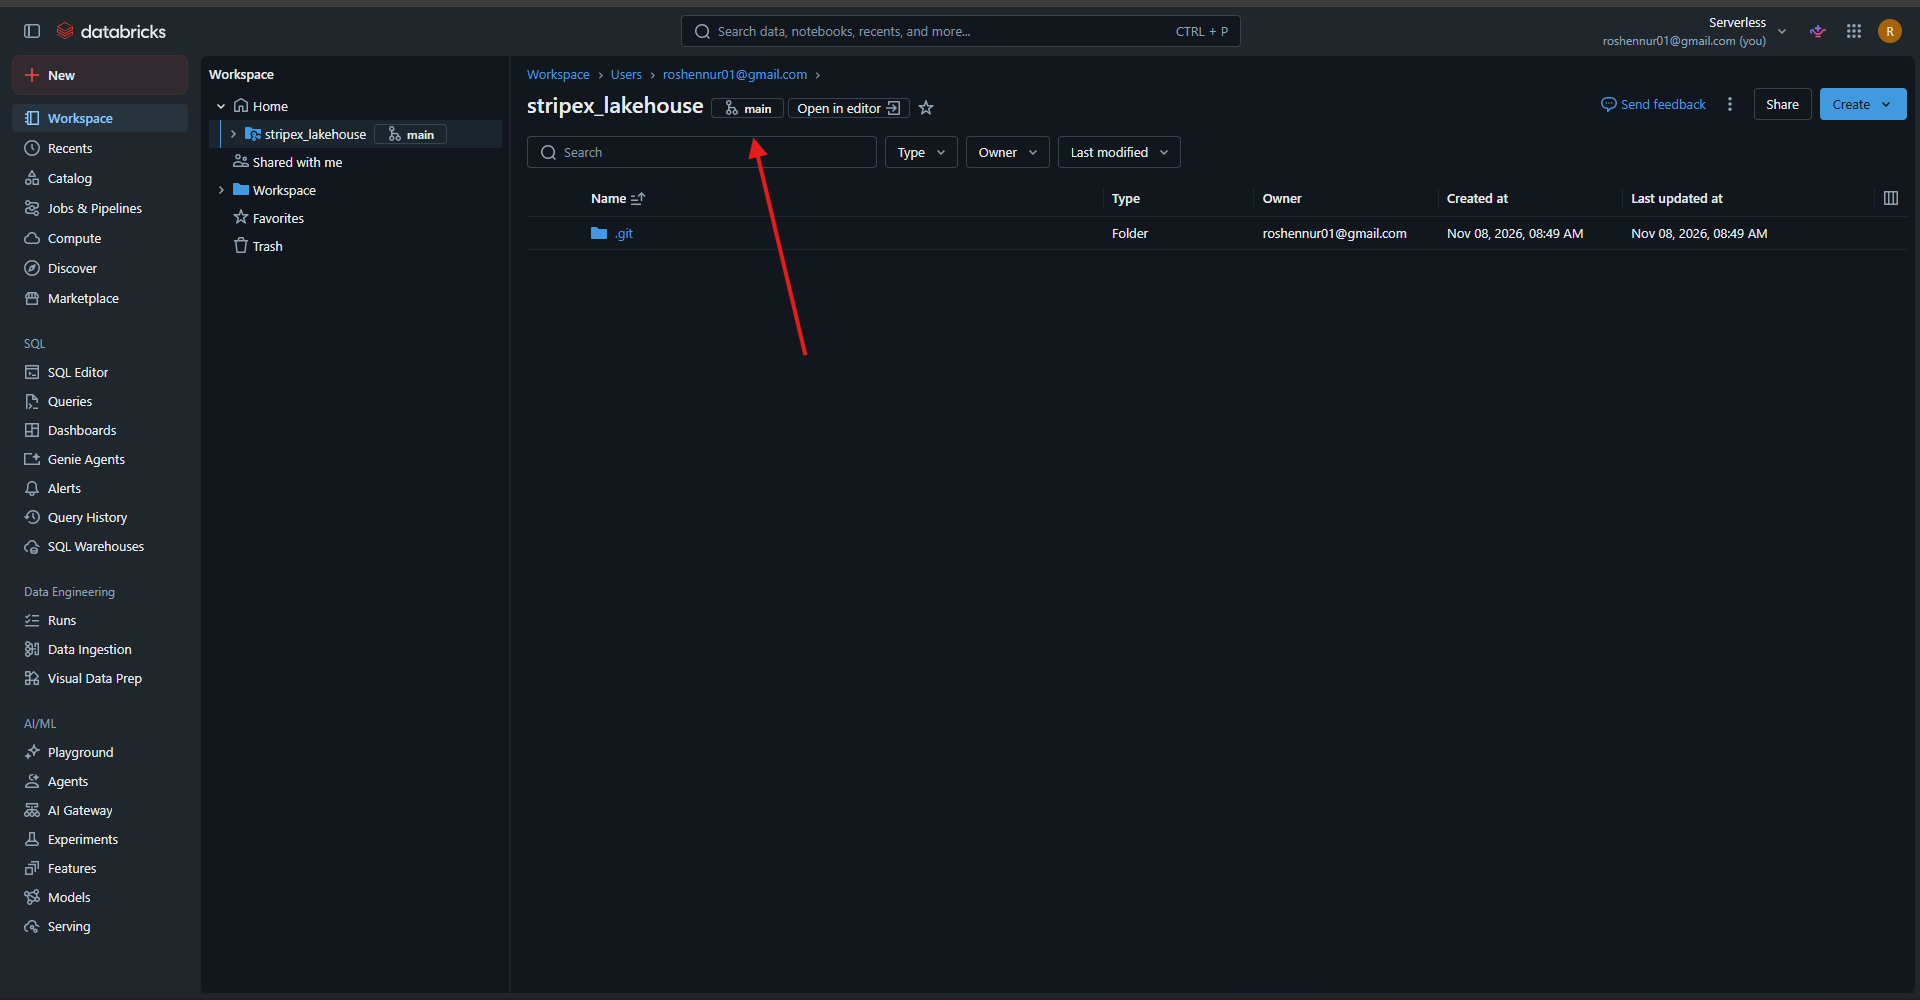 databricks
Search data, notebooks, recents, and more... CTRL + P
Serverless
roshennur01@gmail.com (you)
R
New
Workspace
Recents
Catalog
Jobs & Pipelines
Compute
Discover
Marketplace
SQL
SQL Editor
Queries
Dashboards
Genie Agents
Alerts
Query History
SQL Warehouses
Data Engineering
Runs
Data Ingestion
Visual Data Prep
AI/ML
Playground
Agents
AI Gateway
Experiments
Features
Models
Serving
Workspace
Home
stripex_lakehouse main
Shared with me
Workspace
Favorites
Trash
Workspace > Users > roshennur01@gmail.com >
stripex_lakehouse main Open in editor
Send feedback Share Create
Search Type Owner Last modified
Name Type Owner Created at Last updated at
.git Folder roshennur01@gmail.com Nov 08, 2026, 08:49 AM Nov 08, 2026, 08:49 AM